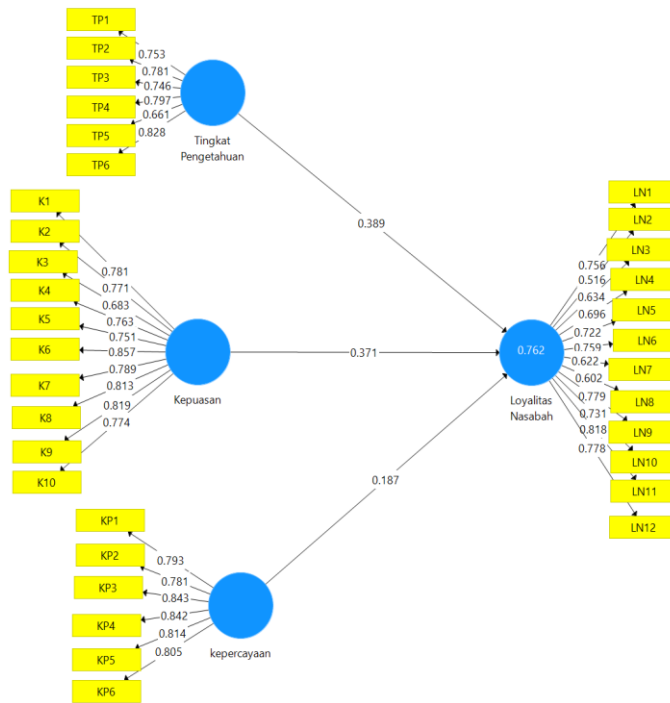 TP1
TP2
TP3
TP4
TP5
TP6
0.753
0.781
0.746
0.797
0.661
0.828
Tingkat
Pengetahuan
0.389
K1
K2
K3
K4
K5
K6
K7
K8
K9
K10
0.781
0.771
0.683
0.763
0.751
0.857
0.789
0.813
0.819
0.774
Kepuasan
0.371
KP1
KP2
KP3
KP4
KP5
KP6
0.793
0.781
0.843
0.842
0.814
0.805
kepercayaan
0.187
0.762
Loyalitas
Nasabah
0.756
0.516
0.634
0.696
0.722
0.759
0.622
0.602
0.779
0.731
0.818
0.778
LN1
LN2
LN3
LN4
LN5
LN6
LN7
LN8
LN9
LN10
LN11
LN12